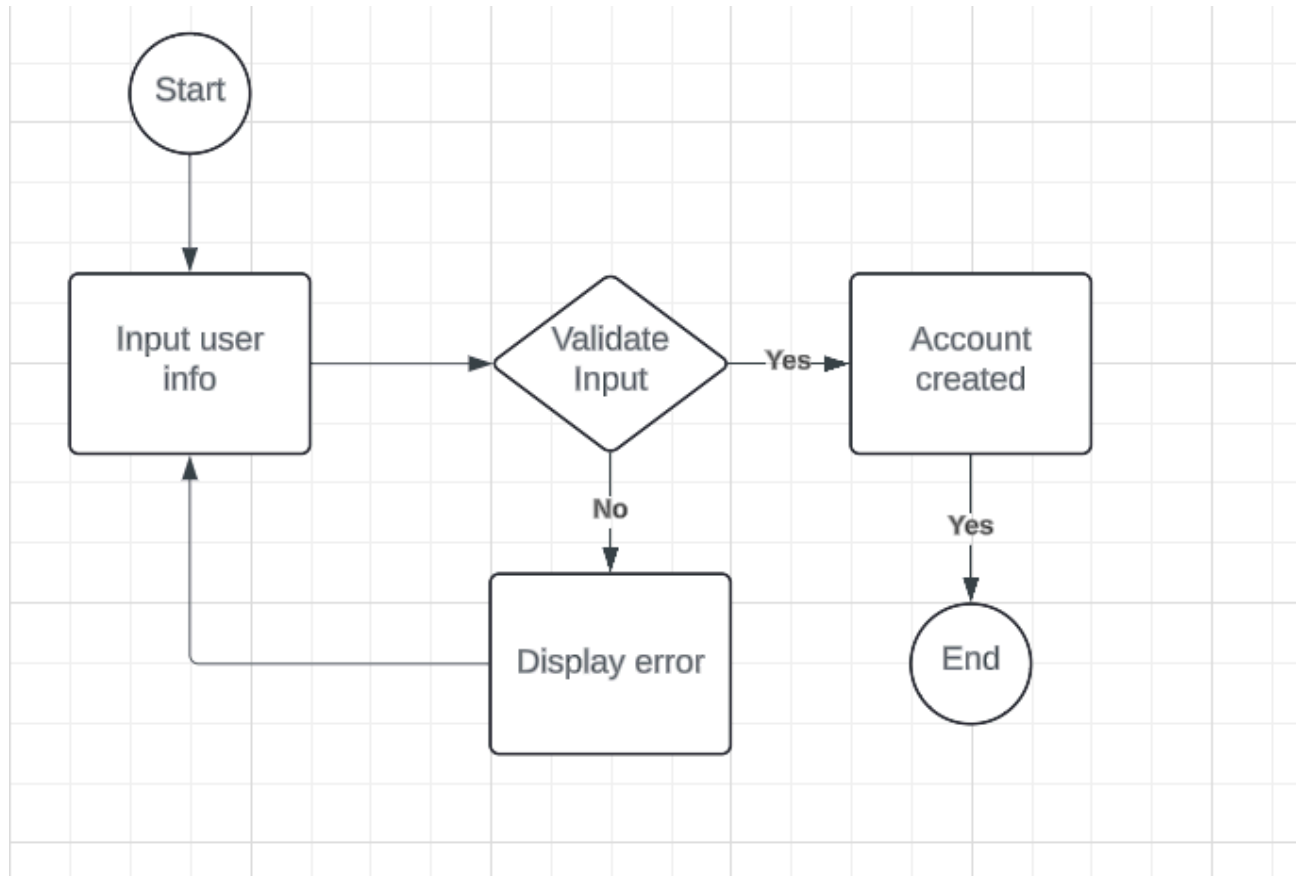 Start
Input user
info
Validate
Input
Yes
Account
created
No
Yes
Display error
End